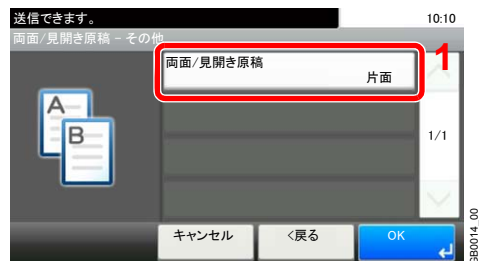 送信できます。
10:10
両面/見開き原稿 - その他
両面/見開き原稿
片面
1
A
B
1/1
キャンセル
<戻る
OK
GB0014_00